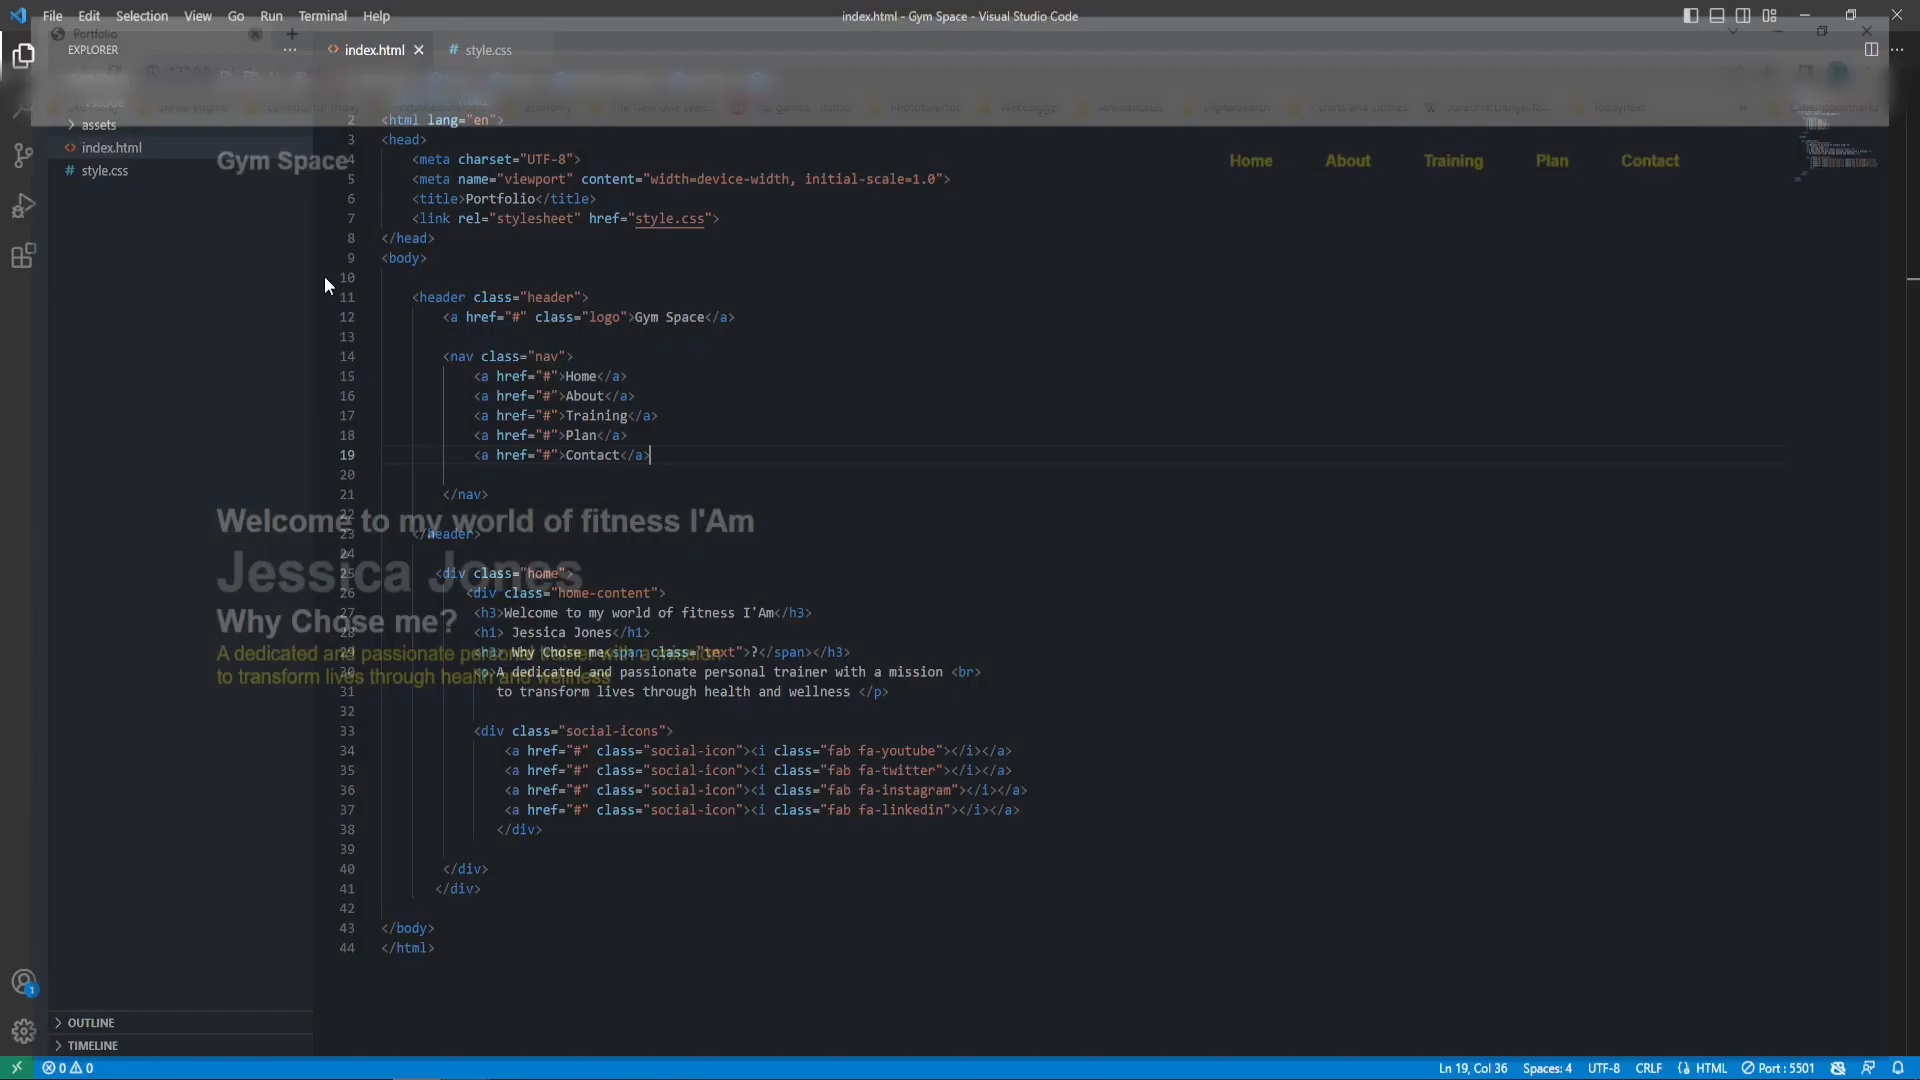 File Edit Selection View Go Run Terminal Help
index.html - Gym Space - Visual Studio Code
Portfolio
EXPLORER
index.html
style.css
assets
index.html
style.css
Gym Space
Home About Training Plan Contact
2 <html lang="en">
3 <head>
4 <meta charset="UTF-8">
5 <meta name="viewport" content="width=device-width, initial-scale=1.0">
6 <title>Portfolio</title>
7 <link rel="stylesheet" href="style.css">
8 </head>
9 <body>
10
11 <header class="header">
12 <a href="#" class="logo">Gym Space</a>
13
14 <nav class="nav">
15 <a href="#">Home</a>
16 <a href="#">About</a>
17 <a href="#">Training</a>
18 <a href="#">Plan</a>
19 <a href="#">Contact</a>
20
21 </nav>
22
23 </header>
24
25 <div class="home">
26 <div class="home-content">
27 <h3>Welcome to my world of fitness I'Am</h3>
28 <h1> Jessica Jones</h1>
29 Why Chose me span class="text">?</span></h3>
30 <p>A dedicated and passionate personal trainer with a mission <br>
31 to transform lives through health and wellness </p>
32
33 <div class="social-icons">
34 <a href="#" class="social-icon"><i class="fab fa-youtube"></i></a>
35 <a href="#" class="social-icon"><i class="fab fa-twitter"></i></a>
36 <a href="#" class="social-icon"><i class="fab fa-instagram"></i></a>
37 <a href="#" class="social-icon"><i class="fab fa-linkedin"></i></a>
38 </div>
39
40 </div>
41 </div>
42
43 </body>
44 </html>
Welcome to my world of fitness I'Am
Jessica Jones
Why Chose me?
A dedicated and passionate personal trainer with a mission
to transform lives through health and wellness
OUTLINE
TIMELINE
1
0 0
Ln 19, Col 36 Spaces: 4 UTF-8 CRLF HTML Port : 5501